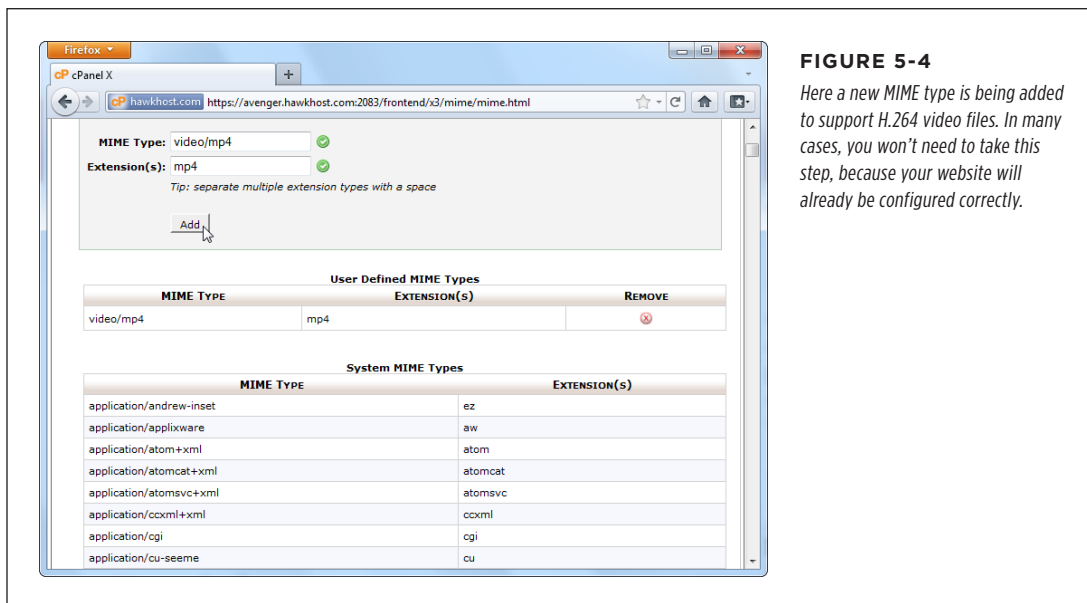 Firefox
cP cPanel X
cP hawkhost.com https://avenger.hawkhost.com:2083/frontend/x3/mime/mime.html
MIME Type: video/mp4
Extension(s): mp4
Tip: separate multiple extension types with a space
Add
User Defined MIME Types
MIME TYPE EXTENSION(S) REMOVE
video/mp4 mp4
System MIME Types
MIME TYPE EXTENSION(S)
application/andrew-inset ez
application/applixware aw
application/atom+xml atom
application/atomcat+xml atomcat
application/atomsvc+xml atomsvc
application/ccxml+xml ccxml
application/cgi cgi
application/cu-seeme cu
FIGURE 5-4
Here a new MIME type is being added
to support H.264 video files. In many
cases, you won’t need to take this
step, because your website will
already be configured correctly.